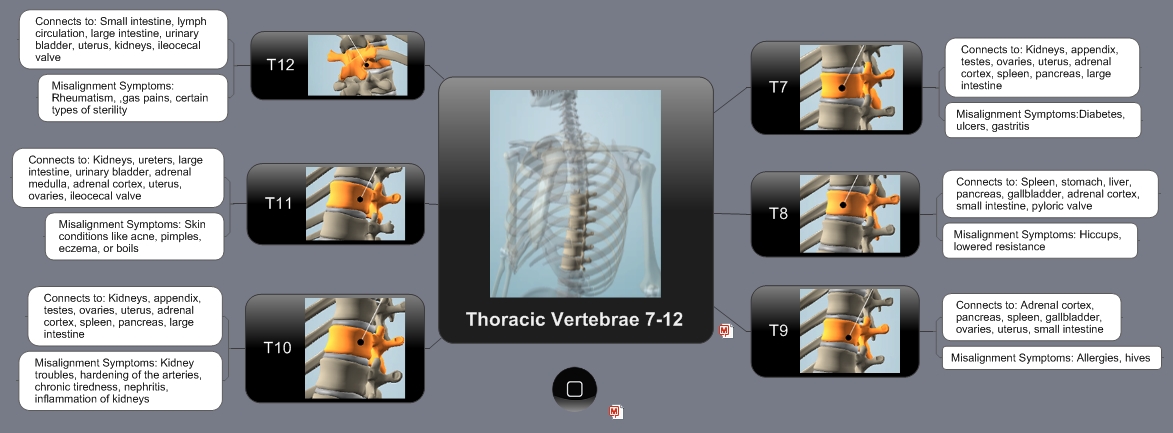 Connects to: Small intestine, lymph
circulation, large intestine, urinary
bladder, uterus, kidneys, ileocecal
valve
T12
Misalignment Symptoms:
Rheumatism, ,gas pains, certain
types of sterility
Connects to: Kidneys, ureters, large
intestine, urinary bladder, adrenal
medulla, adrenal cortex, uterus,
ovaries, ileocecal valve
T11
Misalignment Symptoms: Skin
conditions like acne, pimples,
eczema, or boils
Connects to: Kidneys, appendix,
testes, ovaries, uterus, adrenal
cortex, spleen, pancreas, large
intestine
T10
Misalignment Symptoms: Kidney
troubles, hardening of the arteries,
chronic tiredness, nephritis,
inflammation of kidneys
Thoracic Vertebrae 7-12
M
M
T7
Connects to: Kidneys, appendix,
testes, ovaries, uterus, adrenal
cortex, spleen, pancreas, large
intestine
Misalignment Symptoms:Diabetes,
ulcers, gastritis
T8
Connects to: Spleen, stomach, liver,
pancreas, gallbladder, adrenal cortex,
small intestine, pyloric valve
Misalignment Symptoms: Hiccups,
lowered resistance
T9
Connects to: Adrenal cortex,
pancreas, spleen, gallbladder,
ovaries, uterus, small intestine
Misalignment Symptoms: Allergies, hives